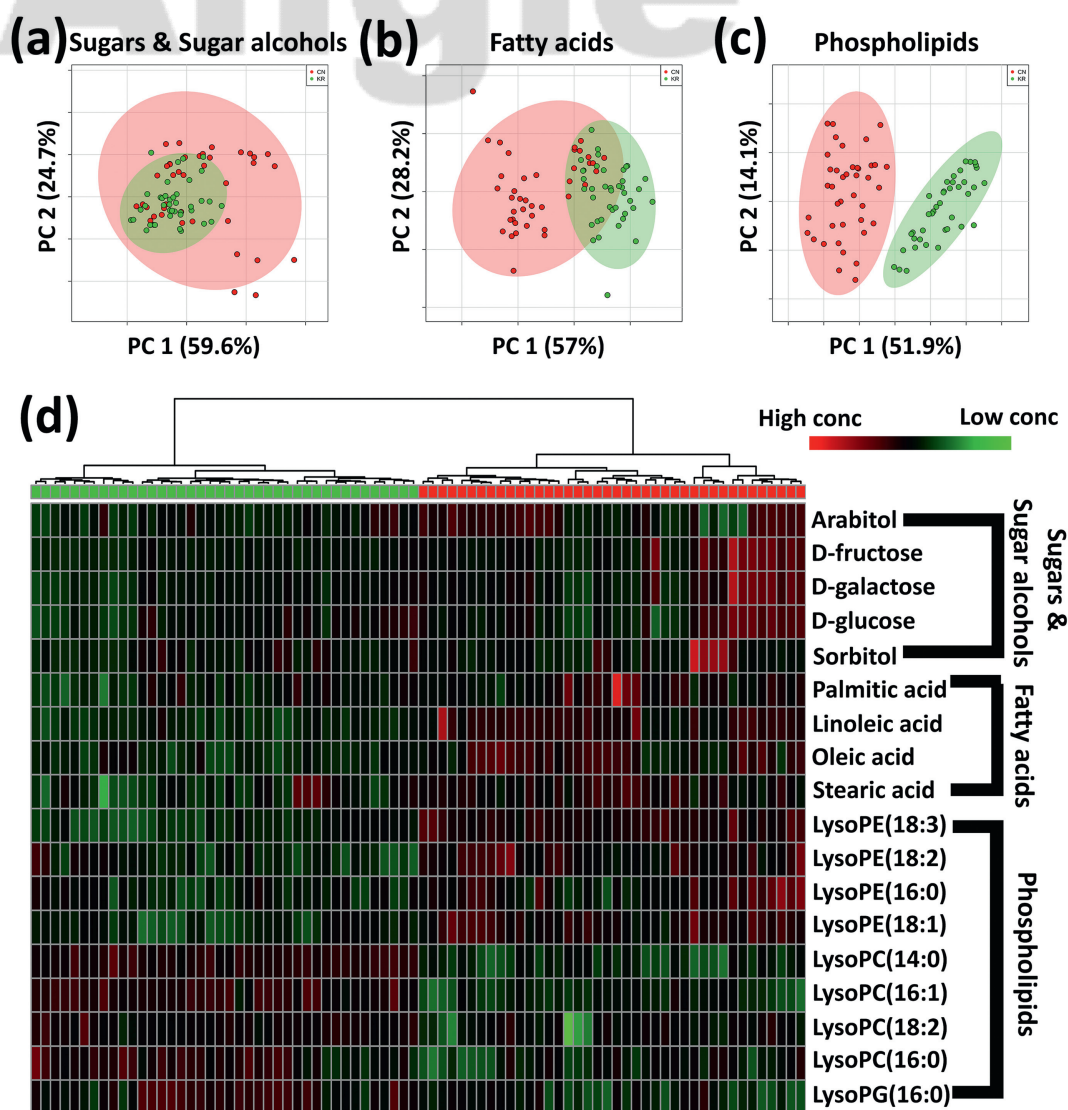 Angle
(a) Sugars & Sugar alcohols
CN
KR
PC 2 (24.7%)
PC 1 (59.6%)
(b) Fatty acids
CN
KR
PC 2 (28.2%)
PC 1 (57%)
(c) Phospholipids
CN
KR
PC 2 (14.1%)
PC 1 (51.9%)
(d)
High conc
Low conc
Arabitol
D-fructose
D-galactose
D-glucose
Sorbitol
Palmitic acid
Linoleic acid
Oleic acid
Stearic acid
LysoPE(18:3)
LysoPE(18:2)
LysoPE(16:0)
LysoPE(18:1)
LysoPC(14:0)
LysoPC(16:1)
LysoPC(18:2)
LysoPC(16:0)
LysoPG(16:0)
Sugars &
Sugar alcohols
Fatty acids
Phospholipids